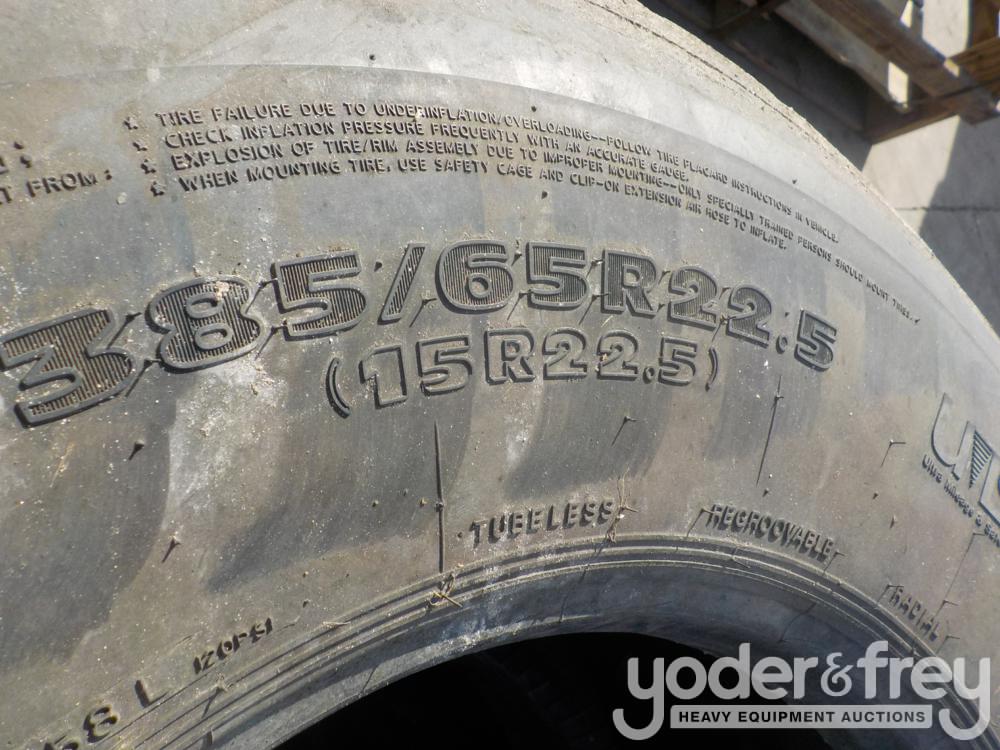 TIRE FAILURE DUE TO UNDERINFLATION/OVERLOADING--FOLLOW TIRE PLACARD INSTRUCTIONS IN VEHICLE.
CHECK INFLATION PRESSURE FREQUENTLY WITH AN ACCURATE GAUGE.
T FROM: EXPLOSION OF TIRE/RIM ASSEMBLY DUE TO IMPROPER MOUNTING--ONLY SPECIALLY TRAINED PERSONS SHOULD MOUNT TIRES.
WHEN MOUNTING TIRE, USE SAFETY CAGE AND CLIP-ON EXTENSION AIR HOSE TO INFLATE.
385/65R22.5
(15R22.5)
TUBELESS
REGROOVABLE
RADIAL
yoder&frey
HEAVY EQUIPMENT AUCTIONS